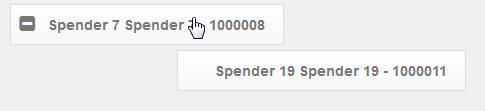 Spender 7 Spender 1000008
Spender 19 Spender 19 - 1000011